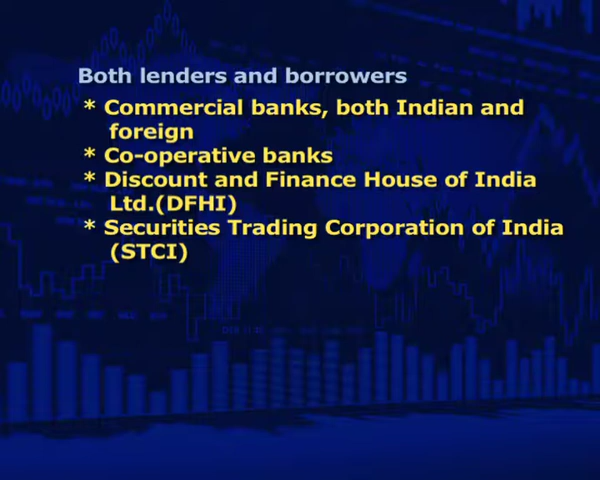 Both lenders and borrowers
* Commercial banks, both Indian and
foreign
* Co-operative banks
* Discount and Finance House of India
Ltd.(DFHI)
* Securities Trading Corporation of India
(STCI)